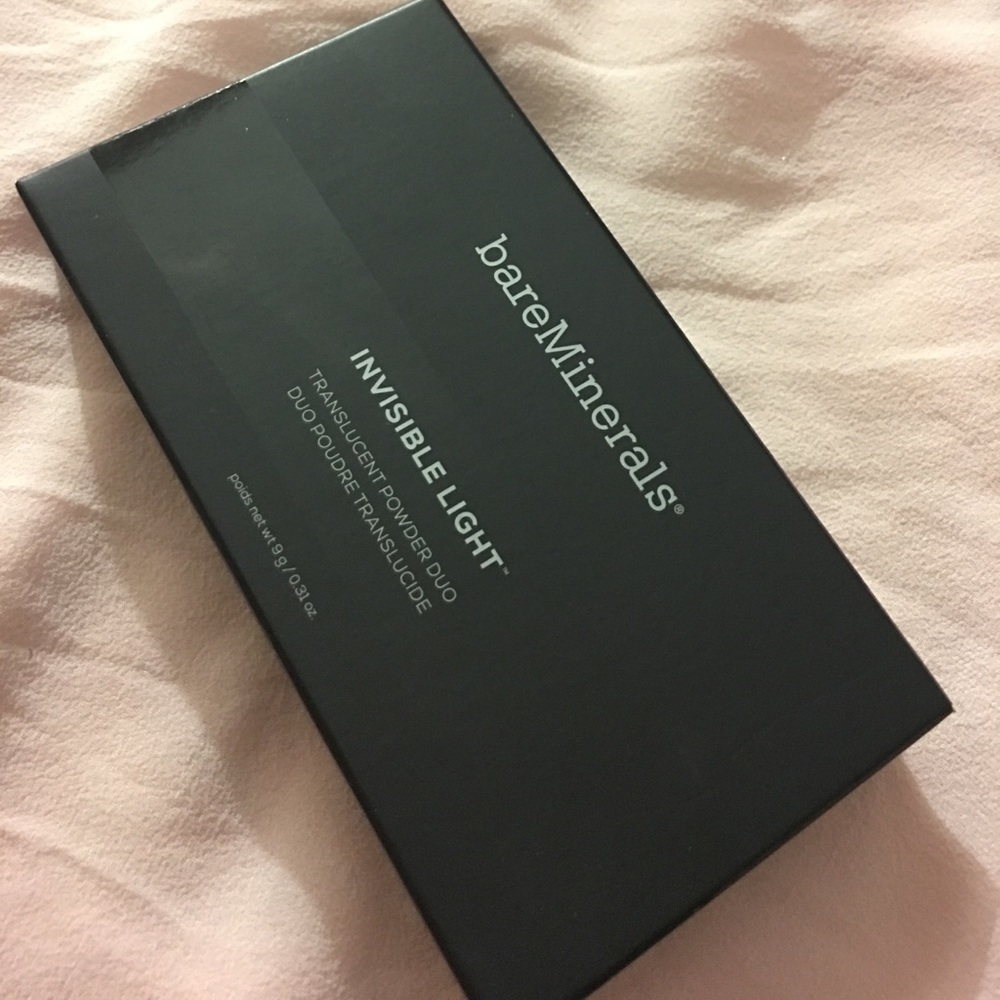 bareMinerals®
INVISIBLE LIGHT™
TRANSLUCENT POWDER DUO
DUO POUDRE TRANSLUCIDE
poids net wt 9 g / 0.31 oz.